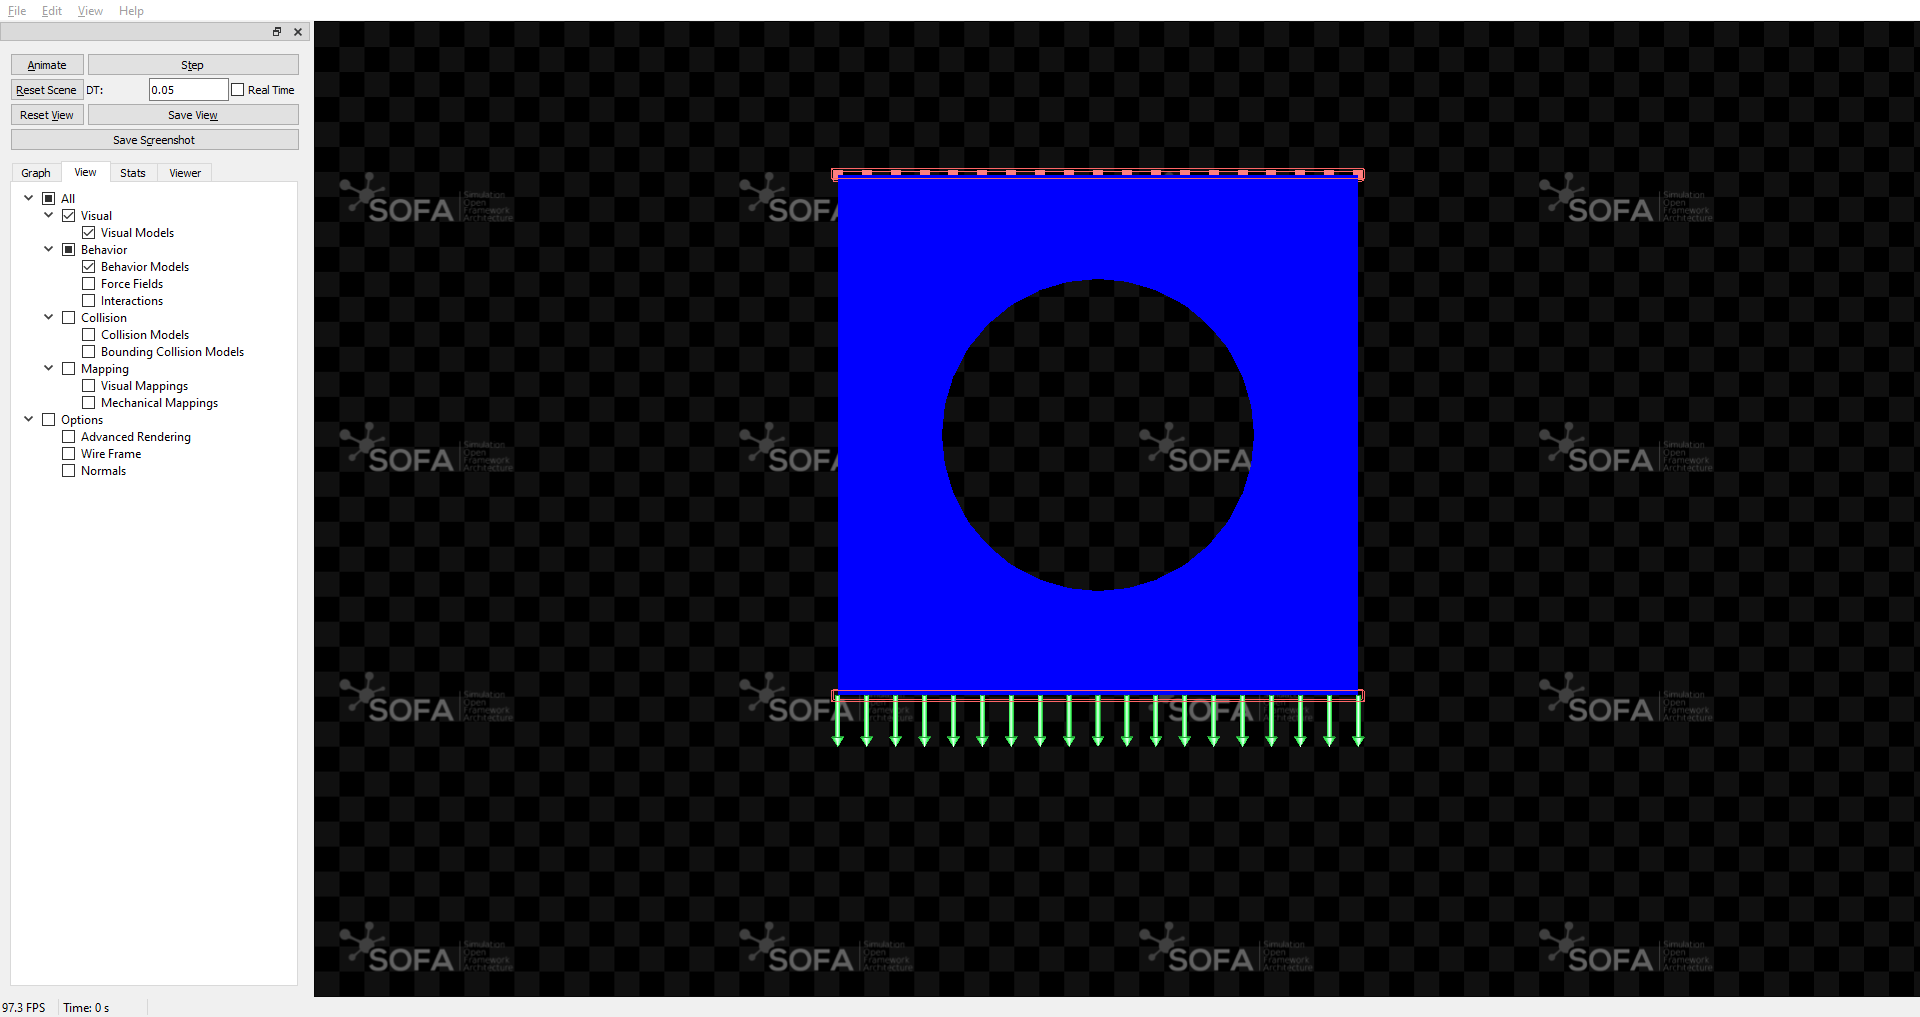 File Edit View Help
Animate Step
Reset Scene DT: 0.05 Real Time
Reset View Save View
Save Screenshot
Graph View Stats Viewer
All
Visual
Visual Models
Behavior
Behavior Models
Force Fields
Interactions
Collision
Collision Models
Bounding Collision Models
Mapping
Visual Mappings
Mechanical Mappings
Options
Advanced Rendering
Wire Frame
Normals
97.3 FPS Time: 0 s
SOFA Simulation Open Framework Architecture
SOFA
SOFA Simulation Open Framework Architecture
SOFA Simulation Open Framework Architecture
SOFA
SOFA
SOFA Simulation Open Framework Architecture
SOFA Simulation Open Framework Architecture
SOFA Simulation Open Framework Architecture
SOFA
SOFA Simulation Open Framework Architecture
SOFA Simulation Open Framework Architecture
SOFA Simulation Open Framework Architecture
SOFA Simulation Open Framework Architecture
SOFA Simulation Open Framework Architecture